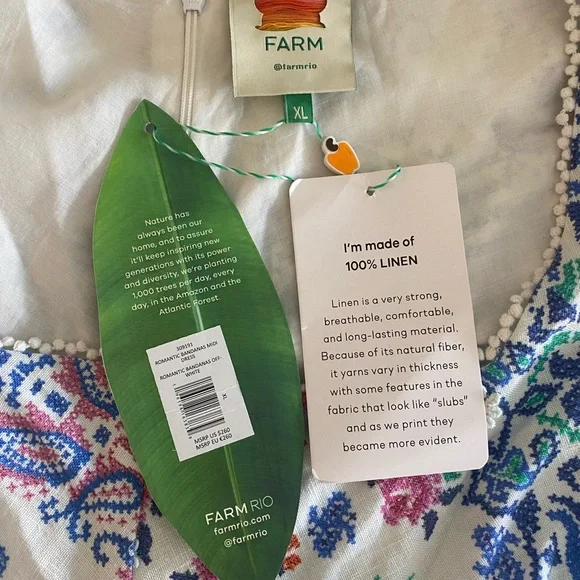 FARM
@farmrio
XL
Nature has
always been our
home, and to assure
it'll keep inspiring new
generations with its power
and diversity, we're planting
1,000 trees per day, every
day, in the Amazon and the
Atlantic Forest.
309191
ROMANTIC BANDANAS MIDI
DRESS
ROMANTIC BANDANAS OFF-
WHITE
XL
MSRP US $260
MSRP EU €260
FARM RIO
farmrio.com
@farmrio
I'm made of
100% LINEN
Linen is a very strong,
breathable, comfortable,
and long-lasting material.
Because of its natural fiber,
it yarns vary in thickness
with some features in the
fabric that look like "slubs"
and as we print they
became more evident.